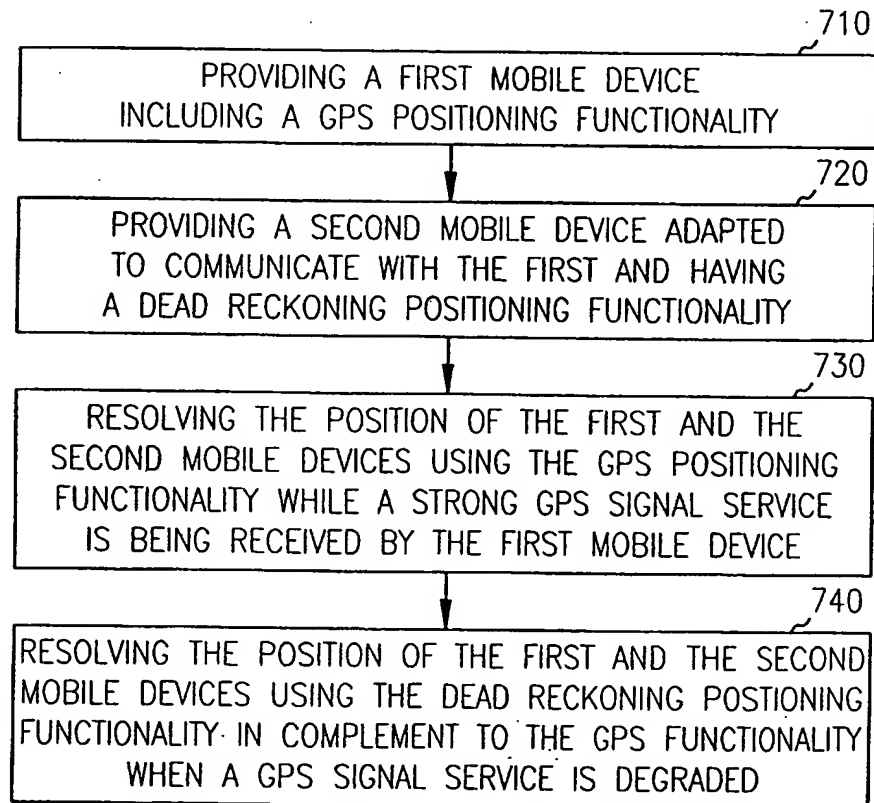 710
PROVIDING A FIRST MOBILE DEVICE
INCLUDING A GPS POSITIONING FUNCTIONALITY
720
PROVIDING A SECOND MOBILE DEVICE ADAPTED
TO COMMUNICATE WITH THE FIRST AND HAVING
A DEAD RECKONING POSITIONING FUNCTIONALITY
730
RESOLVING THE POSITION OF THE FIRST AND THE
SECOND MOBILE DEVICES USING THE GPS POSITIONING
FUNCTIONALITY WHILE A STRONG GPS SIGNAL SERVICE
IS BEING RECEIVED BY THE FIRST MOBILE DEVICE
740
RESOLVING THE POSITION OF THE FIRST AND THE SECOND
MOBILE DEVICES USING THE DEAD RECKONING POSTIONING
FUNCTIONALITY IN COMPLEMENT TO THE GPS FUNCTIONALITY
WHEN A GPS SIGNAL SERVICE IS DEGRADED